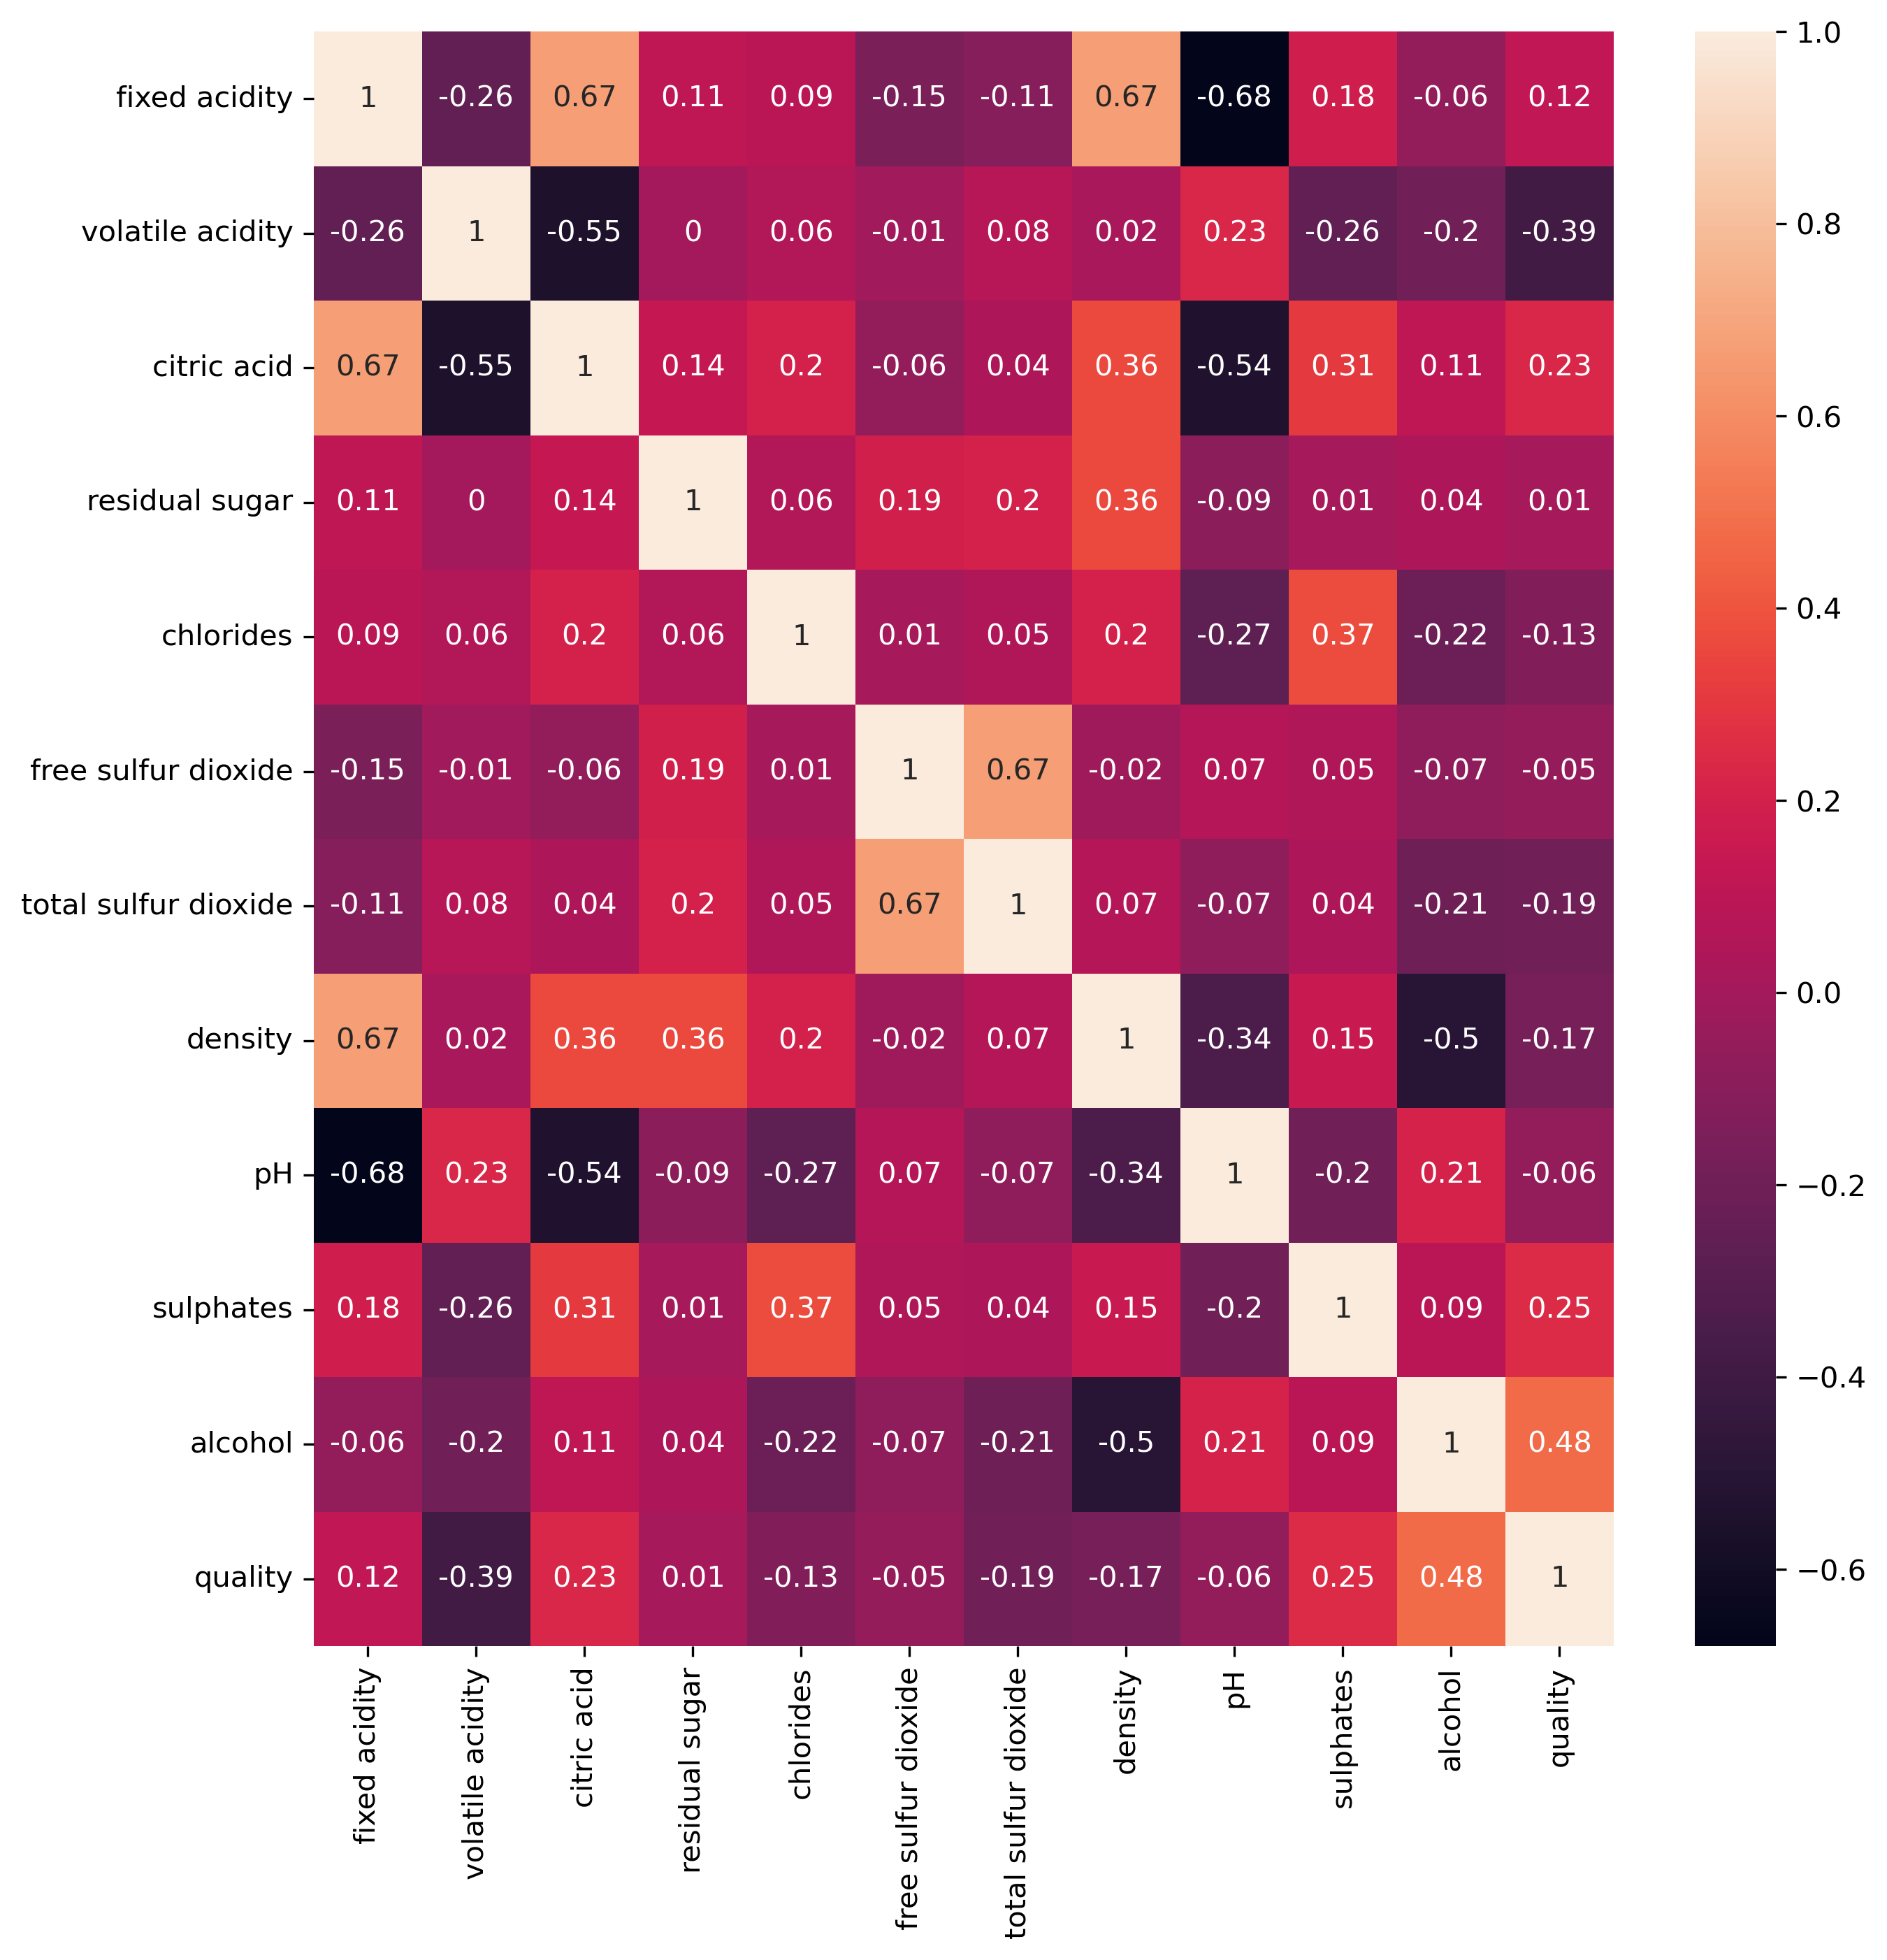 fixed acidity 1 -0.26 0.67 0.11 0.09 -0.15 -0.11 0.67 -0.68 0.18 -0.06 0.12
volatile acidity -0.26 1 -0.55 0 0.06 -0.01 0.08 0.02 0.23 -0.26 -0.2 -0.39
citric acid 0.67 -0.55 1 0.14 0.2 -0.06 0.04 0.36 -0.54 0.31 0.11 0.23
residual sugar 0.11 0 0.14 1 0.06 0.19 0.2 0.36 -0.09 0.01 0.04 0.01
chlorides 0.09 0.06 0.2 0.06 1 0.01 0.05 0.2 -0.27 0.37 -0.22 -0.13
free sulfur dioxide -0.15 -0.01 -0.06 0.19 0.01 1 0.67 -0.02 0.07 0.05 -0.07 -0.05
total sulfur dioxide -0.11 0.08 0.04 0.2 0.05 0.67 1 0.07 -0.07 0.04 -0.21 -0.19
density 0.67 0.02 0.36 0.36 0.2 -0.02 0.07 1 -0.34 0.15 -0.5 -0.17
pH -0.68 0.23 -0.54 -0.09 -0.27 0.07 -0.07 -0.34 1 -0.2 0.21 -0.06
sulphates 0.18 -0.26 0.31 0.01 0.37 0.05 0.04 0.15 -0.2 1 0.09 0.25
alcohol -0.06 -0.2 0.11 0.04 -0.22 -0.07 -0.21 -0.5 0.21 0.09 1 0.48
quality 0.12 -0.39 0.23 0.01 -0.13 -0.05 -0.19 -0.17 -0.06 0.25 0.48 1
fixed acidity
volatile acidity
citric acid
residual sugar
chlorides
free sulfur dioxide
total sulfur dioxide
density
pH
sulphates
alcohol
quality
1.0
0.8
0.6
0.4
0.2
0.0
−0.2
−0.4
−0.6